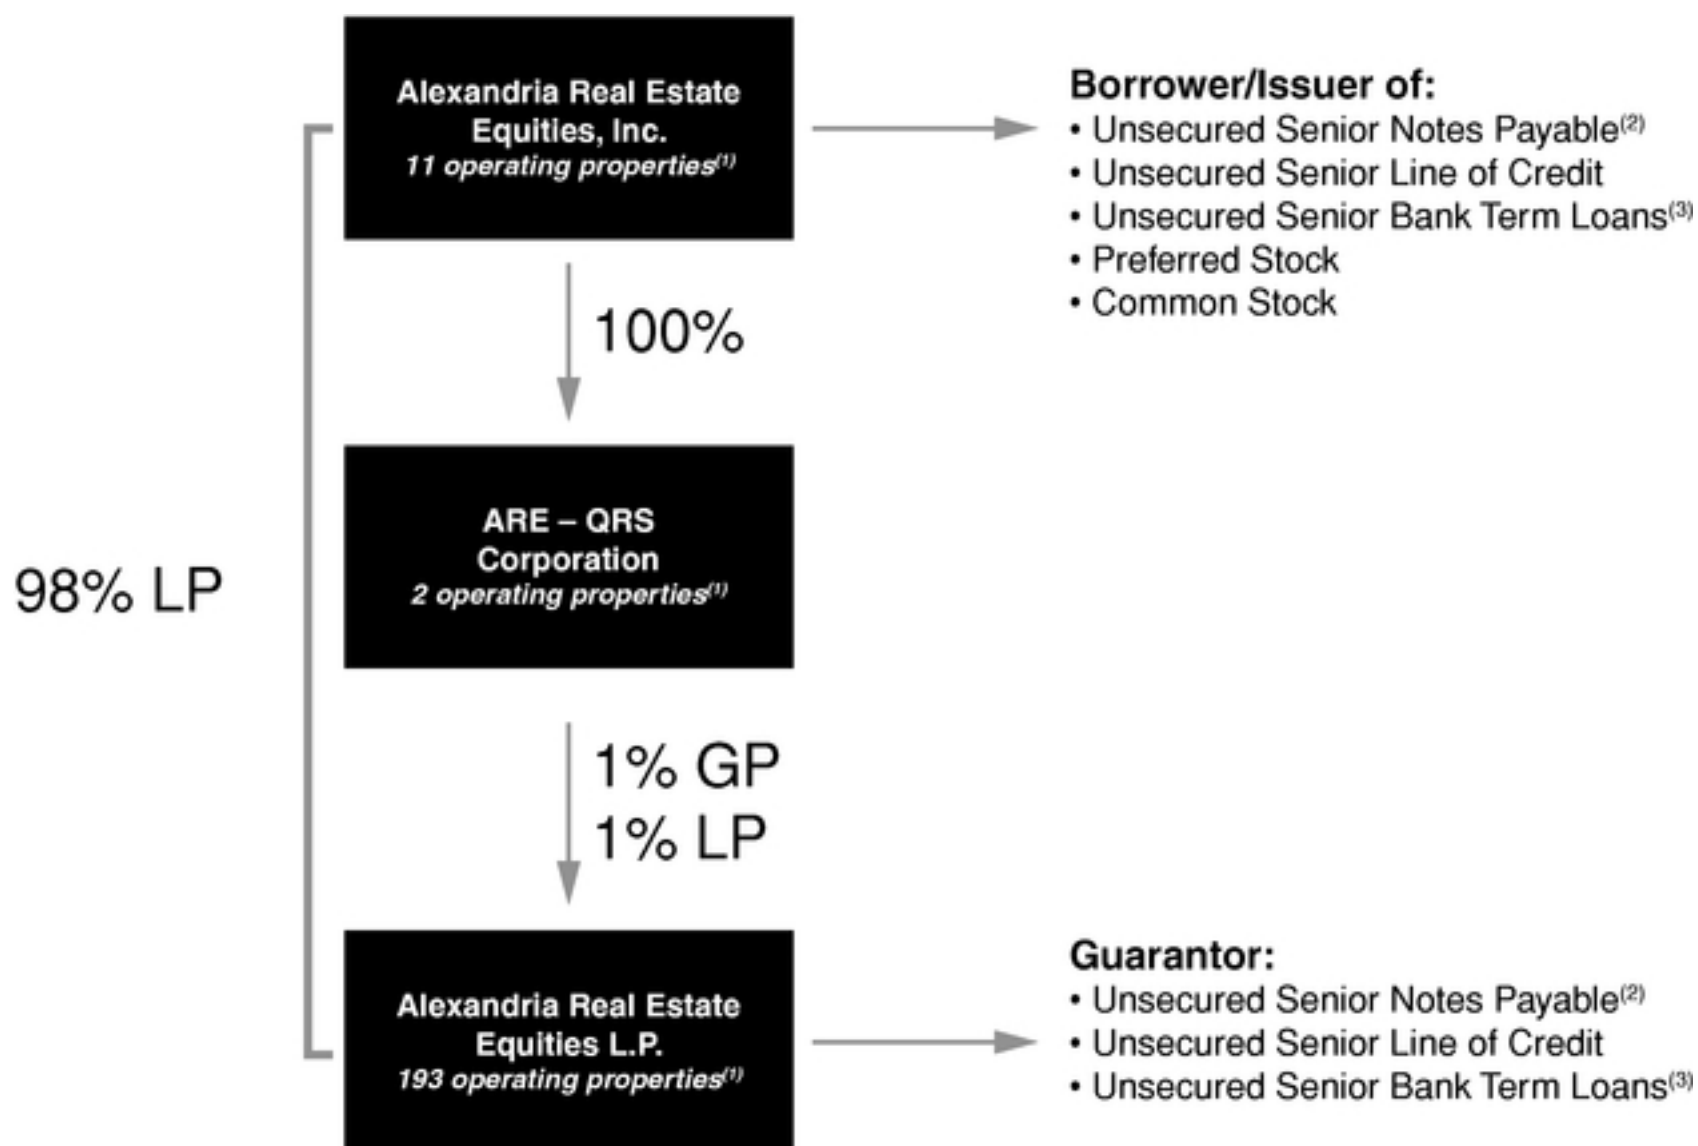 Alexandria Real Estate
Equities, Inc.
11 operating properties(1)
Borrower/Issuer of:
• Unsecured Senior Notes Payable(2)
• Unsecured Senior Line of Credit
• Unsecured Senior Bank Term Loans(3)
• Preferred Stock
• Common Stock
100%
ARE – QRS
Corporation
2 operating properties(1)
98% LP
1% GP
1% LP
Alexandria Real Estate
Equities L.P.
193 operating properties(1)
Guarantor:
• Unsecured Senior Notes Payable(2)
• Unsecured Senior Line of Credit
• Unsecured Senior Bank Term Loans(3)